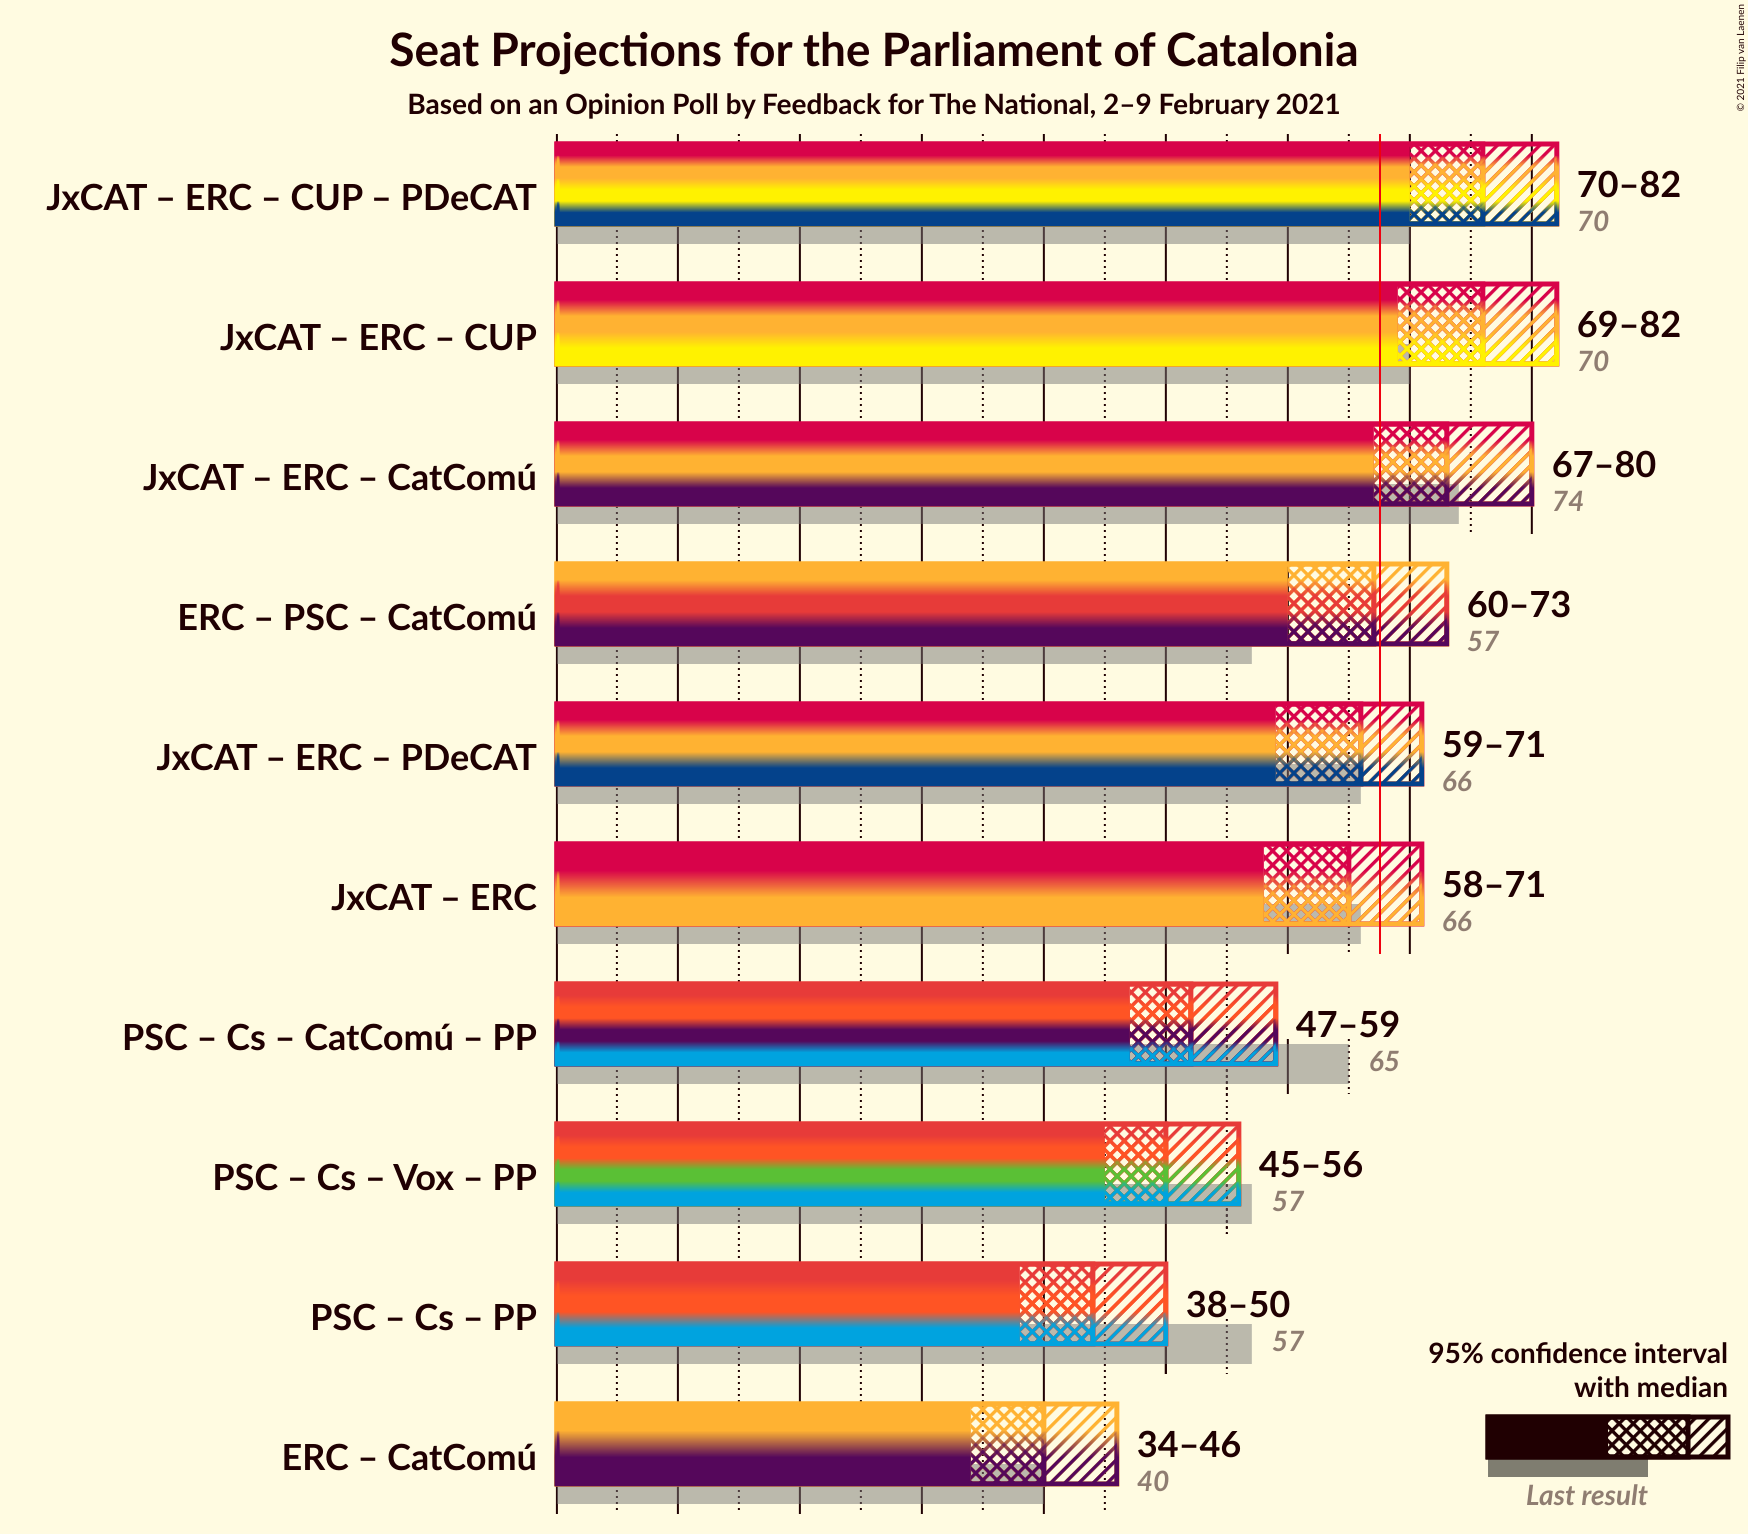 Seat Projections for the Parliament of Catalonia
Based on an Opinion Poll by Feedback for The National, 2–9 February 2021
© 2021 Filip van Laenen
JxCAT – ERC – CUP – PDeCAT
70–82
70
JxCAT – ERC – CUP
69–82
70
JxCAT – ERC – CatComú
67–80
74
ERC – PSC – CatComú
60–73
57
JxCAT – ERC – PDeCAT
59–71
66
JxCAT – ERC
58–71
66
PSC – Cs – CatComú – PP
47–59
65
PSC – Cs – Vox – PP
45–56
57
PSC – Cs – PP
38–50
57
ERC – CatComú
34–46
40
95% confidence interval
with median
Last result